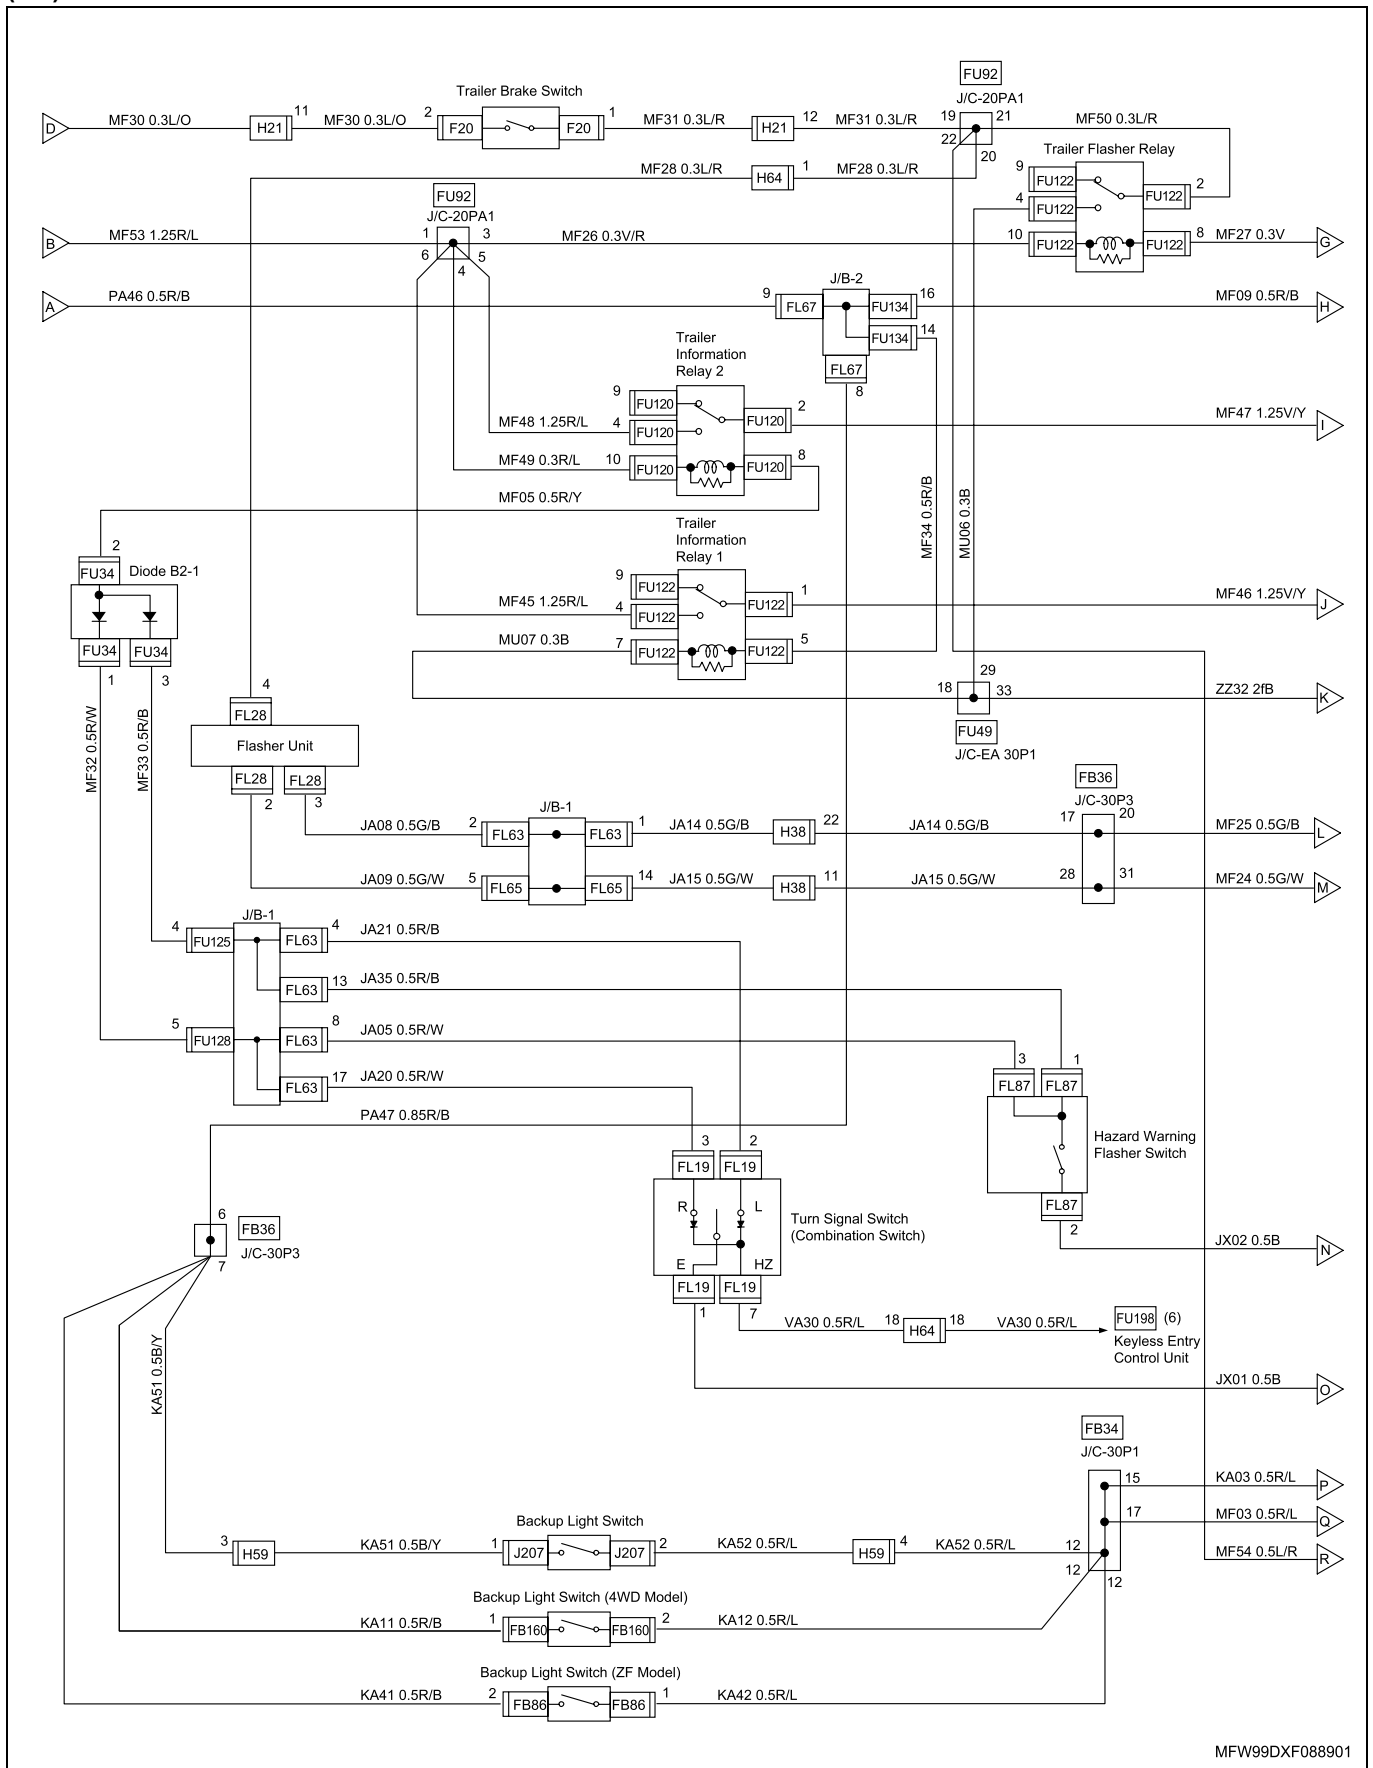 FU92
Trailer Brake Switch
J/C-20PA1
D MF30 0.3L/O 11 H21 MF30 0.3L/O 2 F20 F20 1 MF31 0.3L/R H21 12 MF31 0.3L/R 19 21 MF50 0.3L/R
22 20
Trailer Flasher Relay
MF28 0.3L/R H64 1 MF28 0.3L/R 9 FU122
FU122 2
4 FU122
FU92
J/C-20PA1
B MF53 1.25R/L 1 3 MF26 0.3V/R 10 FU122 FU122 8 MF27 0.3V G
6 4 5
J/B-2
A PA46 0.5R/B 9 FL67 FU134 16 MF09 0.5R/B H
FU134 14
FL67
8
Trailer
Information
Relay 2
9 FU120
FU120 2 MF47 1.25V/Y I
MF48 1.25R/L 4 FU120
MF49 0.3R/L 10 FU120 FU120 8
MF05 0.5R/Y
MF34 0.5R/B
MU06 0.3B
Trailer
Information
Relay 1
2
FU34 Diode B2-1
9 FU122
FU122 1 MF46 1.25V/Y J
MF45 1.25R/L 4 FU122
MU07 0.3B 7 FU122 FU122 5
FU34 FU34
1 3
29
18 33 ZZ32 2fB K
FU49
J/C-EA 30P1
4
FL28
Flasher Unit
FL28 FL28
2 3
MF32 0.5R/W
MF33 0.5R/B
FB36
J/C-30P3
J/B-1
JA08 0.5G/B 2 FL63 FL63 1 JA14 0.5G/B H38 22 JA14 0.5G/B 17 20 MF25 0.5G/B L
JA09 0.5G/W 5 FL65 FL65 14 JA15 0.5G/W H38 11 JA15 0.5G/W 28 31 MF24 0.5G/W M
J/B-1
4 FU125 FL63 4 JA21 0.5R/B
FL63 13 JA35 0.5R/B
5 FU128 FL63 8 JA05 0.5R/W
FL63 17 JA20 0.5R/W
3 1
FL87 FL87
Hazard Warning
Flasher Switch
FL87
2
JX02 0.5B N
PA47 0.85R/B
3 2
FL19 FL19
R L
E HZ
Turn Signal Switch
(Combination Switch)
FL19 FL19
1 7
6
FB36
J/C-30P3
7
VA30 0.5R/L 18 H64 18 VA30 0.5R/L FU198 (6)
Keyless Entry
Control Unit
JX01 0.5B O
KA51 0.5B/Y
FB34
J/C-30P1
15 KA03 0.5R/L P
17 MF03 0.5R/L Q
MF54 0.5L/R R
Backup Light Switch
3 H59 KA51 0.5B/Y 1 J207 J207 2 KA52 0.5R/L H59 4 KA52 0.5R/L 12
12 12
Backup Light Switch (4WD Model)
KA11 0.5R/B 1 FB160 FB160 2 KA12 0.5R/L
Backup Light Switch (ZF Model)
KA41 0.5R/B 2 FB86 FB86 1 KA42 0.5R/L
MFW99DXF088901